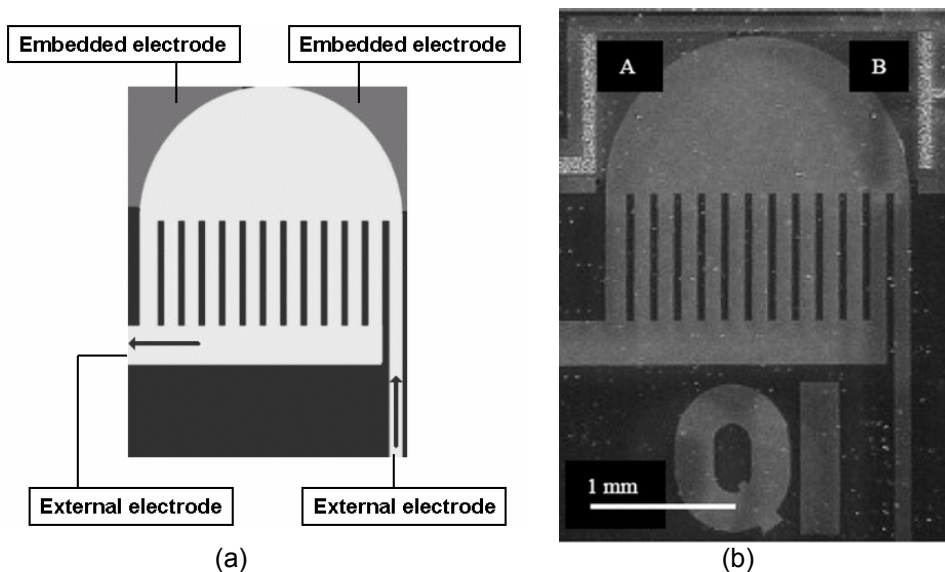 Embedded electrode
Embedded electrode
A
B
External electrode
External electrode
QI
1 mm
(a)
(b)